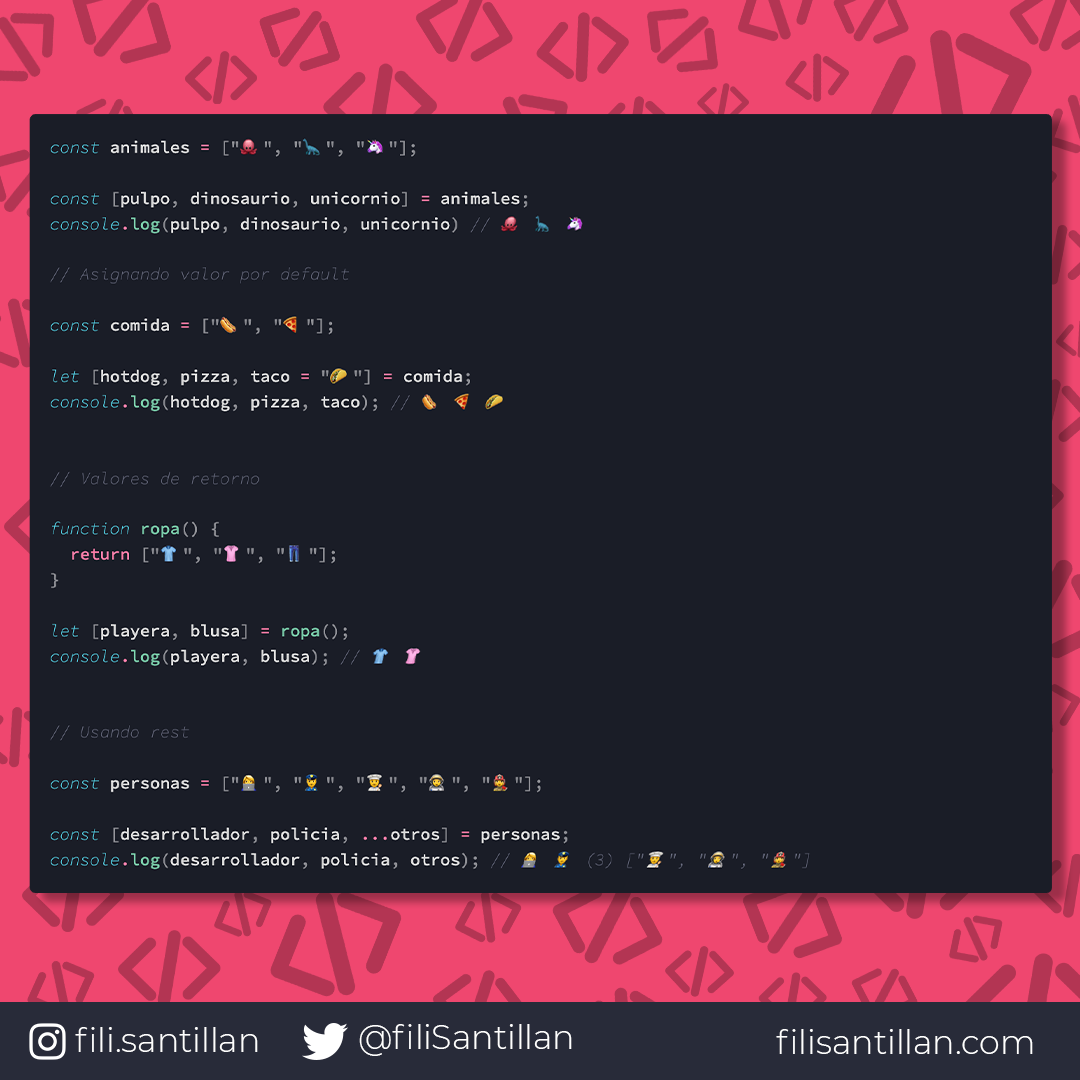 const animales = ["🐙", "🦕", "🦄"];
const [pulpo, dinosaurio, unicornio] = animales;
console.log(pulpo, dinosaurio, unicornio) // 🐙 🦕 🦄
// Asignando valor por default
const comida = ["🌭", "🍕"];
let [hotdog, pizza, taco = "🌮"] = comida;
console.log(hotdog, pizza, taco); // 🌭 🍕 🌮
// Valores de retorno
function ropa() {
  return ["👕", "👚", "👖"];
}
let [playera, blusa] = ropa();
console.log(playera, blusa); // 👕 👚
// Usando rest
const personas = ["👩‍💻", "👮‍♂️", "👨‍🍳", "👩‍🚀", "👨‍🚒"];
const [desarrollador, policia, ...otros] = personas;
console.log(desarrollador, policia, otros); // 👩‍💻 👮‍♂️ (3) ["👨‍🍳", "👩‍🚀", "👨‍🚒"]
fili.santillan @filiSantillan filisantillan.com